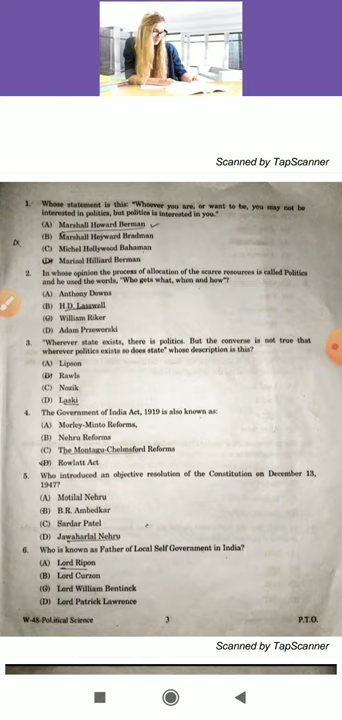 Scanned by TapScanner
1. Whose statement is this: "Whoever you are, or want to be, you may not be
interested in politics, but politics is interested in you."
(A) Marshall Howard Berman
(B) Marshall Heyward Bradman
(C) Michel Hollywood Bahaman
(D) Marisol Hilliard Berman
2. In whose opinion the process of allocation of the scarce resources is called Politics
and he used the words, "Who gets what, when and how"?
(A) Anthony Downs
(B) H.D. Lasswell
(C) William Riker
(D) Adam Przeworski
3. "Wherever state exists, there is politics. But the converse is not true that
wherever politics exists so does state" whose description is this?
(A) Lipson
(B) Rawls
(C) Nozik
(D) Laski
4. The Government of India Act, 1919 is also known as:
(A) Morley-Minto Reforms,
(B) Nehru Reforms
(C) The Montagu-Chelmsford Reforms
(D) Rowlatt Act
5. Who introduced an objective resolution of the Constitution on December 13,
1947?
(A) Motilal Nehru
(B) B.R. Ambedkar
(C) Sardar Patel
(D) Jawaharlal Nehru
6. Who is known as Father of Local Self Government in India?
(A) Lord Ripon
(B) Lord Curzon
(C) Lord William Bentinck
(D) Lord Patrick Lawrence
W-48-Political Science 3 P.T.O.
Scanned by TapScanner